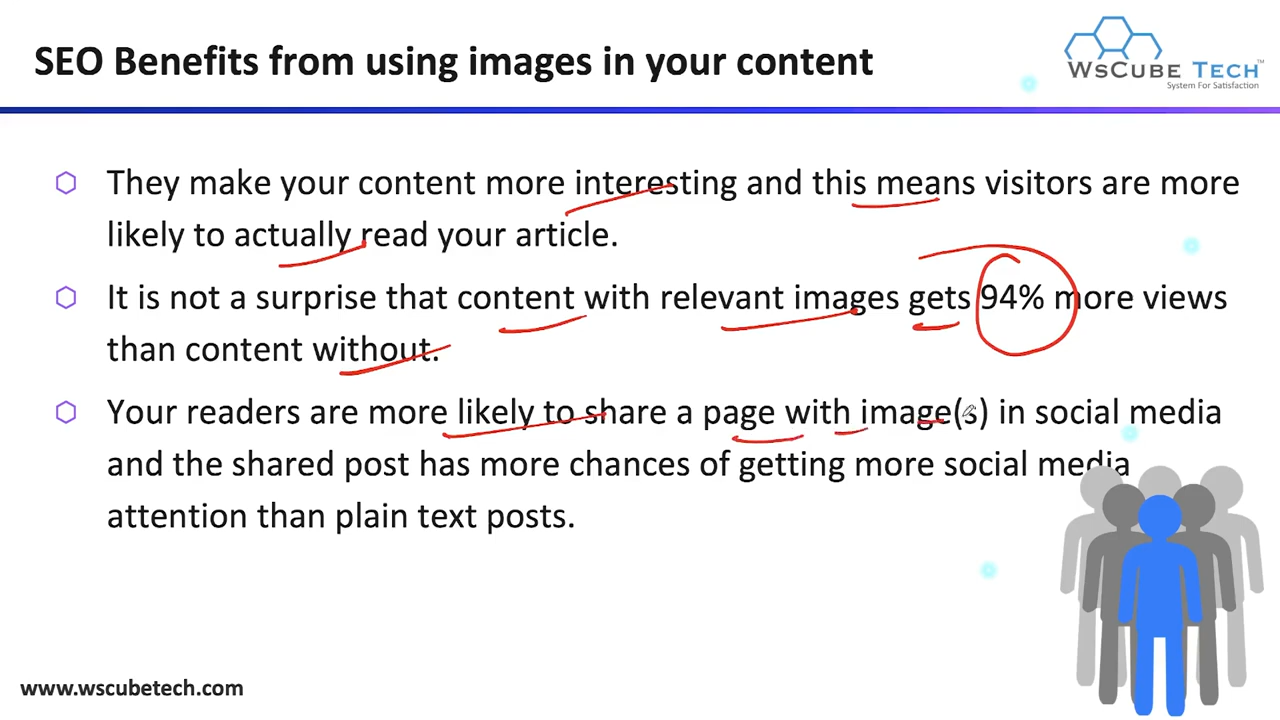 SEO Benefits from using images in your content
WsCube Tech™
System For Satisfaction
They make your content more interesting and this means visitors are more
likely to actually read your article.
It is not a surprise that content with relevant images gets 94% more views
than content without.
Your readers are more likely to share a page with image(s) in social media
and the shared post has more chances of getting more social media
attention than plain text posts.
www.wscubetech.com